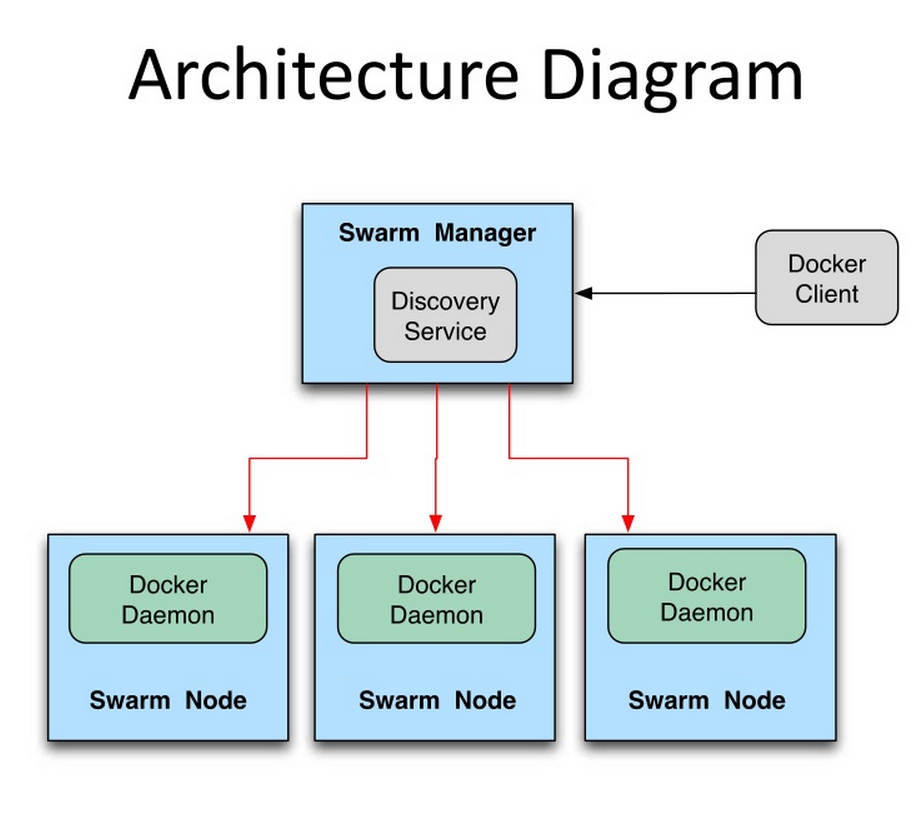 Architecture Diagram
Swarm Manager
Discovery
Service
Docker
Client
Docker
Daemon
Swarm Node
Docker
Daemon
Swarm Node
Docker
Daemon
Swarm Node